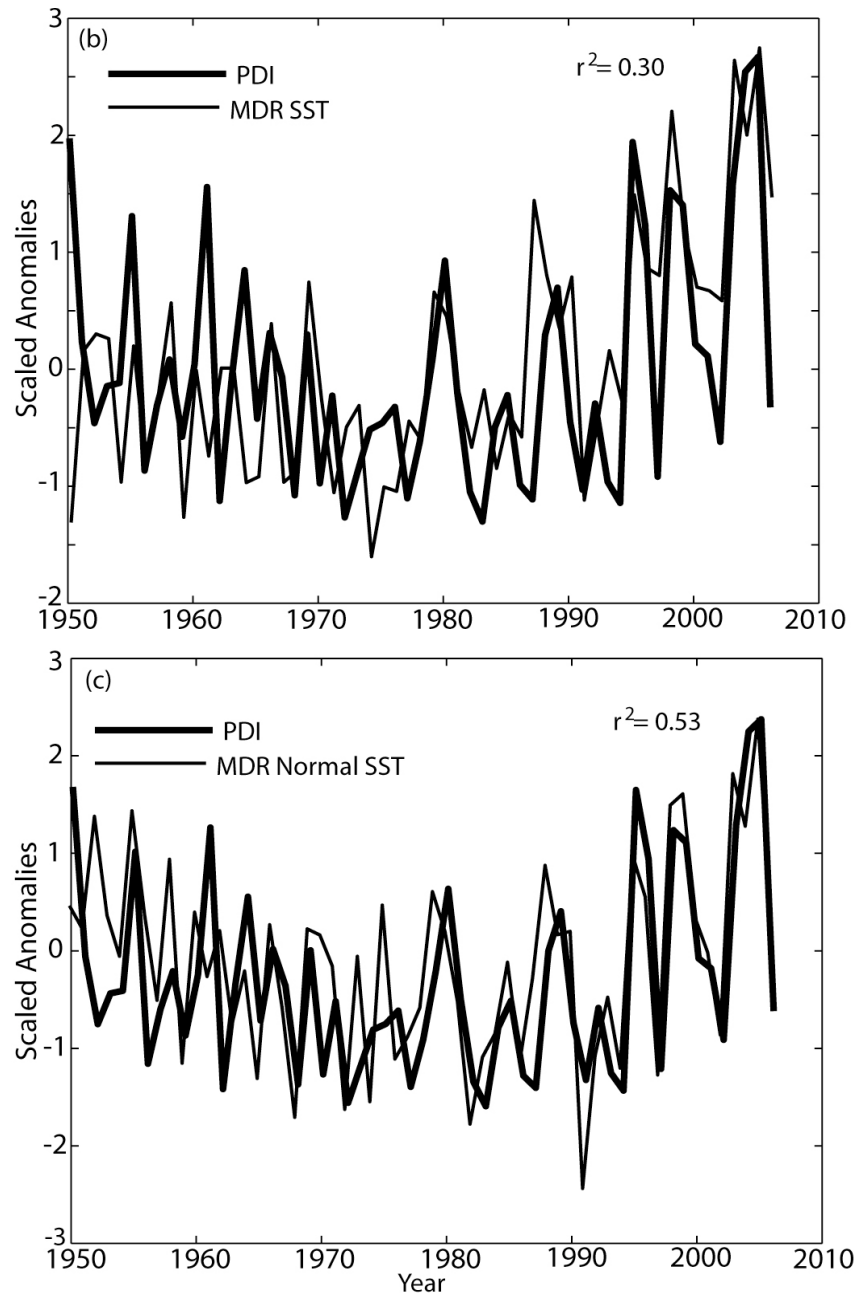 (b)
PDI
MDR SST
r²= 0.30
Scaled Anomalies
3
2
1
0
-1
-2
1950 1960 1970 1980 1990 2000 2010
(c)
PDI
MDR Normal SST
r²= 0.53
Scaled Anomalies
3
2
1
0
-1
-2
-3
1950 1960 1970 1980 1990 2000 2010
Year